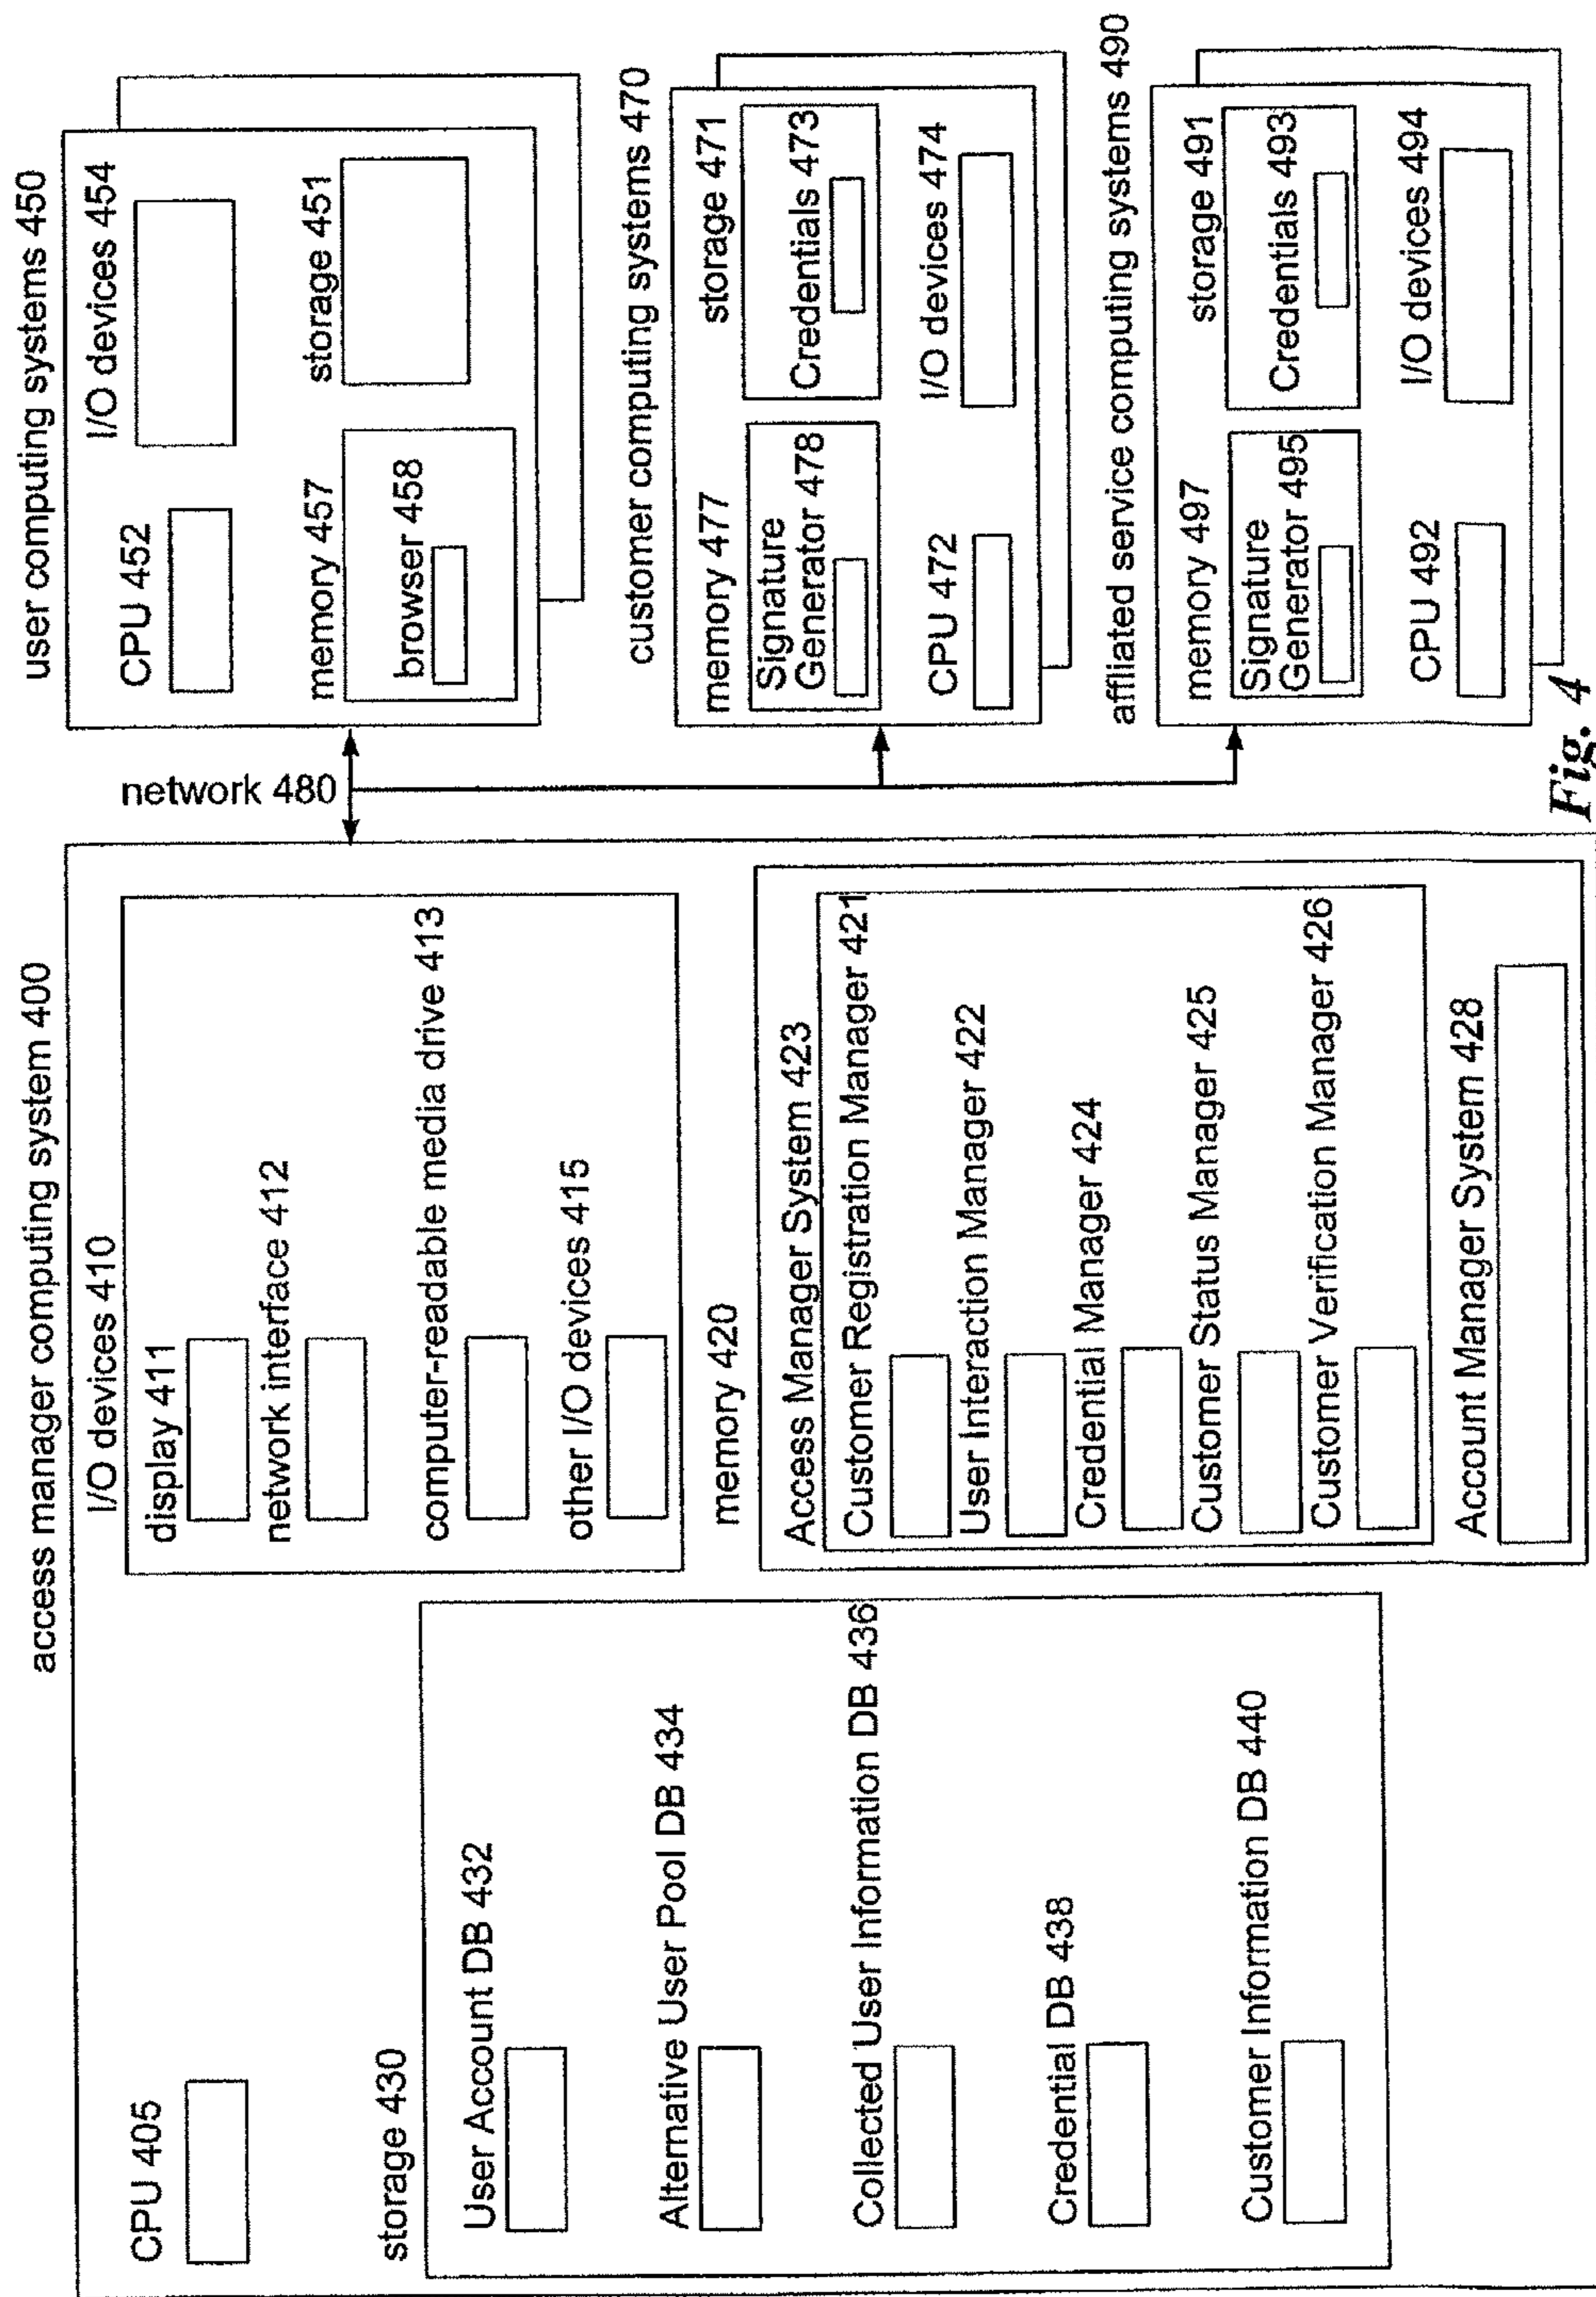 access manager computing system 400
CPU 405
I/O devices 410
display 411
network interface 412
computer-readable media drive 413
other I/O devices 415
storage 430
User Account DB 432
Alternative User Pool DB 434
Collected User Information DB 436
Credential DB 438
Customer Information DB 440
memory 420
Access Manager System 423
Customer Registration Manager 421
User Interaction Manager 422
Credential Manager 424
Customer Status Manager 425
Customer Verification Manager 426
Account Manager System 428
network 480
user computing systems 450
CPU 452
I/O devices 454
memory 457
browser 458
storage 451
customer computing systems 470
memory 477
Signature
Generator 478
storage 471
Credentials 473
CPU 472
I/O devices 474
affiliated service computing systems 490
memory 497
Signature
Generator 495
storage 491
Credentials 493
CPU 492
I/O devices 494
Fig. 4